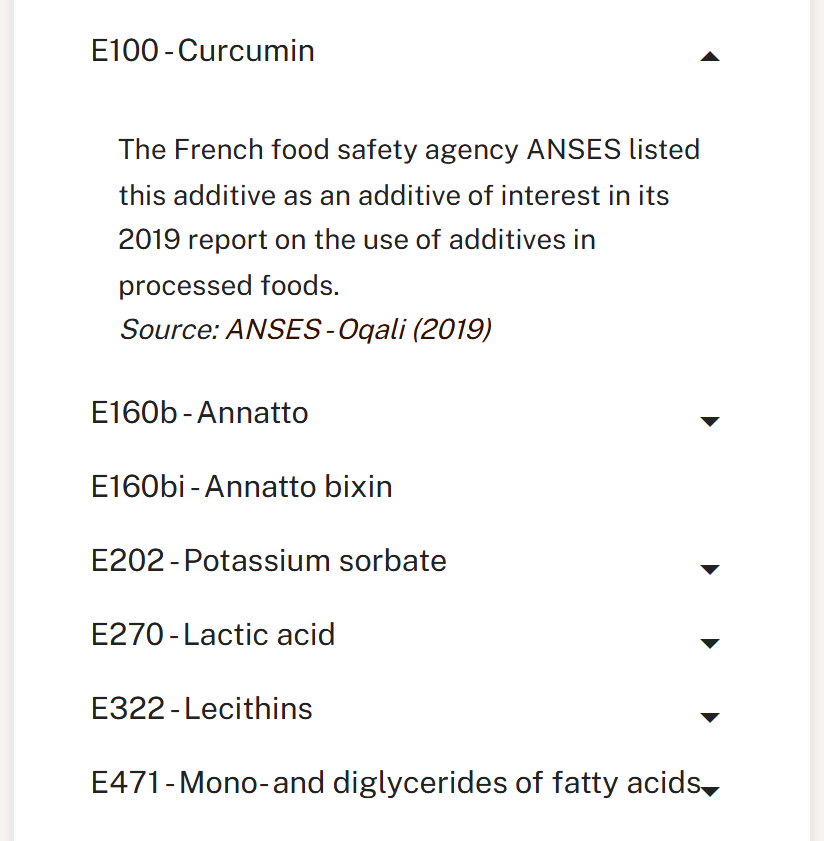 E100 - Curcumin
The French food safety agency ANSES listed
this additive as an additive of interest in its
2019 report on the use of additives in
processed foods.
Source: ANSES - Oqali (2019)
E160b - Annatto
E160bi - Annatto bixin
E202 - Potassium sorbate
E270 - Lactic acid
E322 - Lecithins
E471 - Mono- and diglycerides of fatty acids